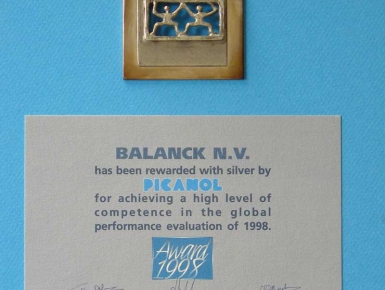 BALANCK N.V.
has been rewarded with silver by
PICANOL
for achieving a high level of
competence in the global
performance evaluation of 1998.
Award
1998